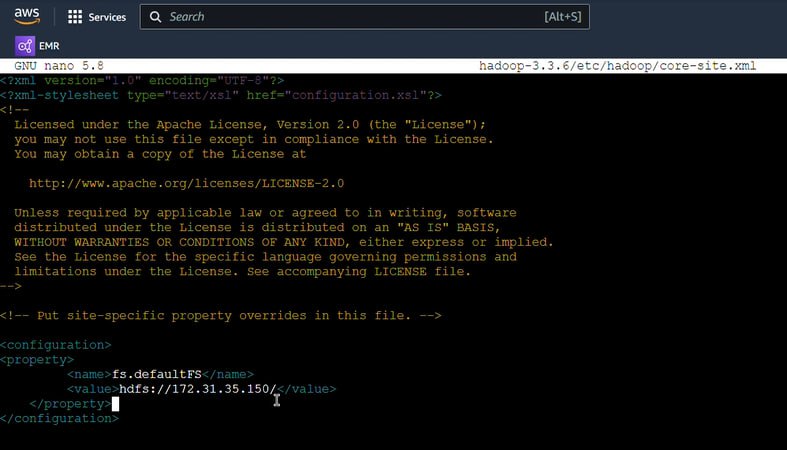 aws
Services
Search
[Alt+S]
EMR
GNU nano 5.8 hadoop-3.3.6/etc/hadoop/core-site.xml
<?xml version="1.0" encoding="UTF-8"?>
<?xml-stylesheet type="text/xsl" href="configuration.xsl"?>
<!--
Licensed under the Apache License, Version 2.0 (the "License");
you may not use this file except in compliance with the License.
You may obtain a copy of the License at
http://www.apache.org/licenses/LICENSE-2.0
Unless required by applicable law or agreed to in writing, software
distributed under the License is distributed on an "AS IS" BASIS,
WITHOUT WARRANTIES OR CONDITIONS OF ANY KIND, either express or implied.
See the License for the specific language governing permissions and
limitations under the License. See accompanying LICENSE file.
-->
<!-- Put site-specific property overrides in this file. -->
<configuration>
<property>
<name>fs.defaultFS</name>
<value>hdfs://172.31.35.150/</value>
</property>
</configuration>